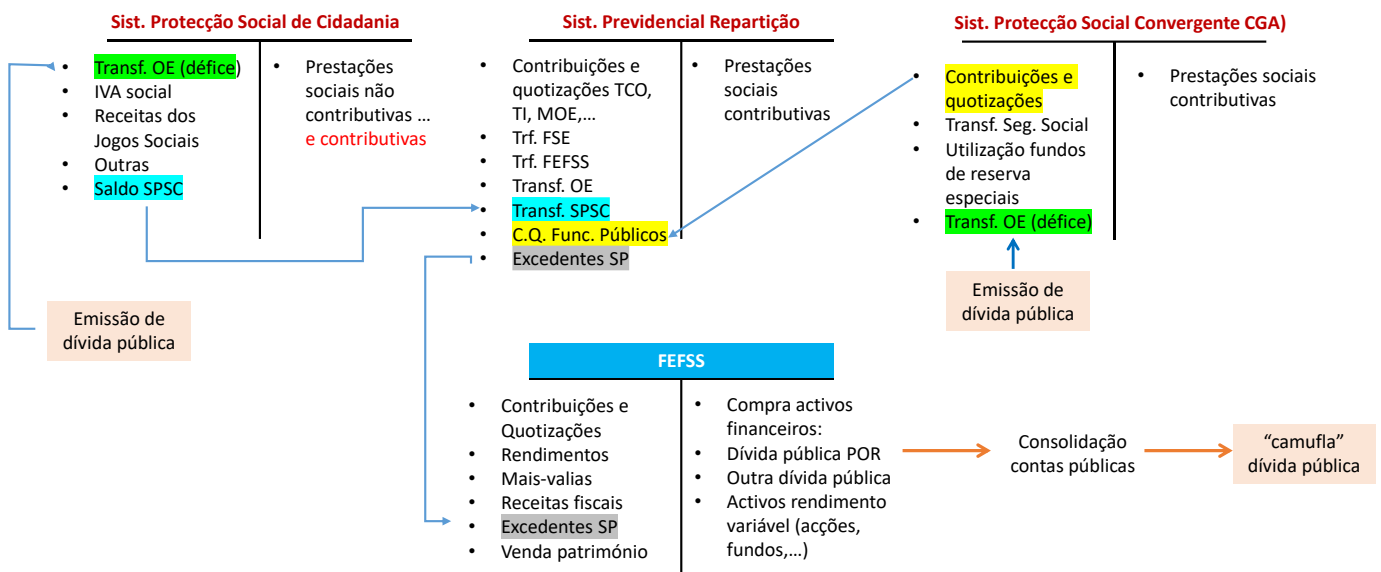 Sist. Protecção Social de Cidadania
• Transf. OE (défice)
• IVA social
• Receitas dos
Jogos Sociais
• Outras
• Saldo SPSC
• Prestações
sociais não
contributivas ...
e contributivas
Emissão de
dívida pública
Sist. Previdencial Repartição
• Contribuições e
quotizações TCO,
TI, MOE,...
• Trf. FSE
• Trf. FEFSS
• Transf. OE
• Transf. SPSC
• C.Q. Func. Públicos
• Excedentes SP
• Prestações
sociais
contributivas
Sist. Protecção Social Convergente CGA)
• Contribuições e
quotizações
• Transf. Seg. Social
• Utilização fundos
de reserva
especiais
• Transf. OE (défice)
• Prestações sociais
contributivas
Emissão de
dívida pública
FEFSS
• Contribuições e
Quotizações
• Rendimentos
• Mais-valias
• Receitas fiscais
• Excedentes SP
• Venda património
• Compra activos
financeiros:
• Dívida pública POR
• Outra dívida pública
• Activos rendimento
variável (acções,
fundos,...)
Consolidação
contas públicas
“camufla”
dívida pública